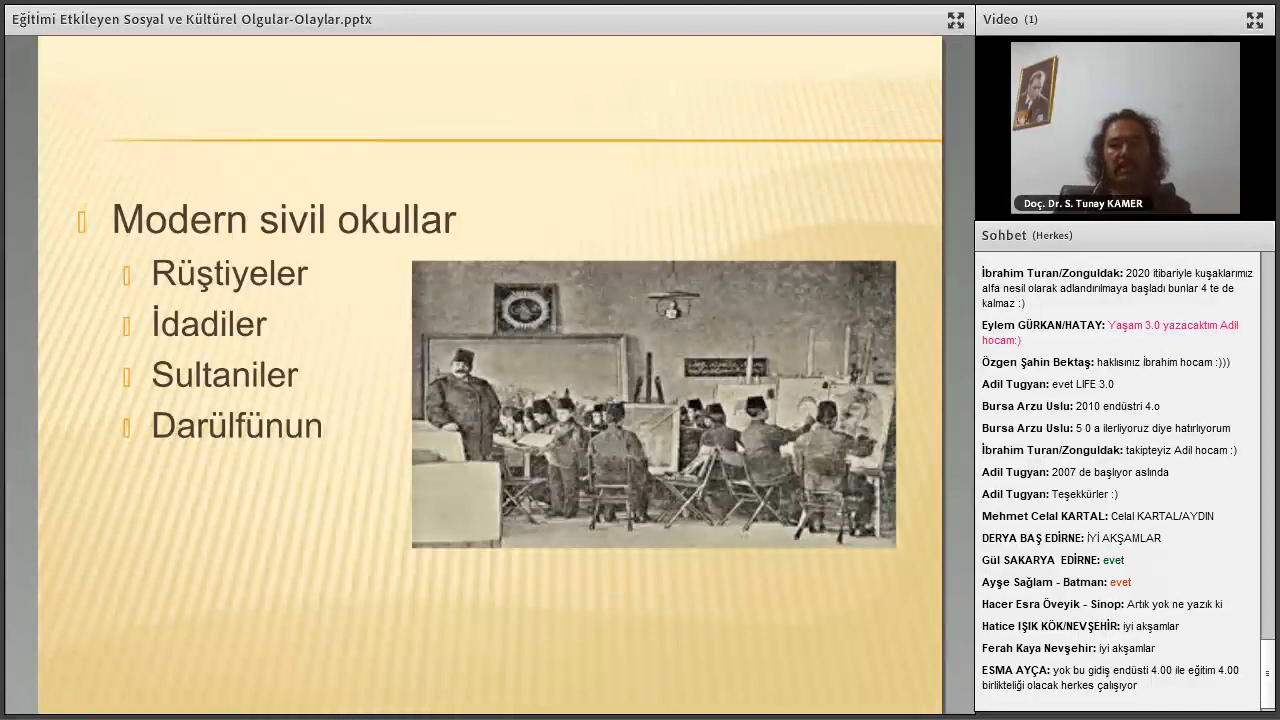 Eğitimi Etkileyen Sosyal ve Kültürel Olgular-Olaylar.pptx
Modern sivil okullar
Rüştiyeler
İdadiler
Sultaniler
Darülfünun
Video (1)
Doç. Dr. S. Tunay KAMER
Sohbet (Herkes)
İbrahim Turan/Zonguldak: 2020 itibariyle kuşaklarımız
alfa nesil olarak adlandırılmaya başladı bunlar 4 te de
kalmaz :)
Eylem GÜRKAN/HATAY: Yaşam 3.0 yazacaktım Adil
hocam:)
Özgen Şahin Bektaş: haklısınız İbrahim hocam :)))
Adil Tugyan: evet LIFE 3.0
Bursa Arzu Uslu: 2010 endüstri 4.o
Bursa Arzu Uslu: 5 0 a ilerliyoruz diye hatırlıyorum
İbrahim Turan/Zonguldak: takipteyiz Adil hocam :)
Adil Tugyan: 2007 de başlıyor aslında
Adil Tugyan: Teşekkürler :)
Mehmet Celal KARTAL: Celal KARTAL/AYDIN
DERYA BAŞ EDİRNE: İYİ AKŞAMLAR
Gül SAKARYA EDİRNE: evet
Ayşe Sağlam - Batman: evet
Hacer Esra Öveyik - Sinop: Artık yok ne yazık ki
Hatice IŞIK KÖK/NEVŞEHİR: iyi akşamlar
Ferah Kaya Nevşehir: iyi akşamlar
ESMA AYÇA: yok bu gidiş endüsti 4.00 ile eğitim 4.00
birlikteliği olacak herkes çalışıyor